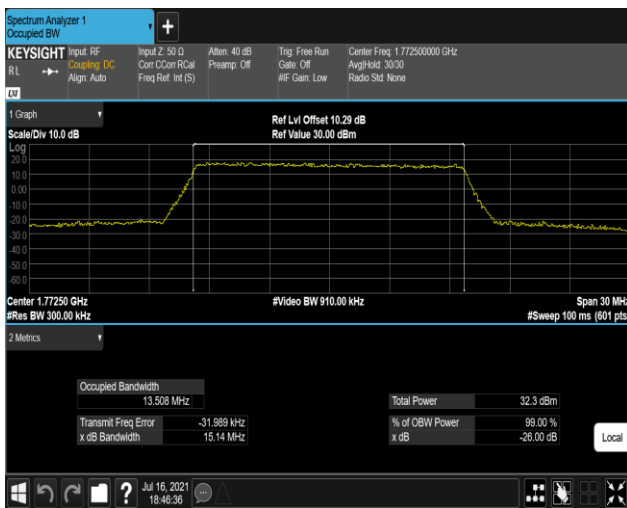 Spectrum Analyzer 1
Occupied BW
KEYSIGHT
RL
LXI
Input: RF
Coupling: DC
Align: Auto
Input Z: 50 Ω
Corr CCorr RCal
Freq Ref: Int (S)
Atten: 40 dB
Preamp: Off
Trig: Free Run
Gate: Off
#IF Gain: Low
Center Freq: 1.772500000 GHz
Avg|Hold: 30/30
Radio Std: None
1 Graph
Scale/Div 10.0 dB
Ref Lvl Offset 10.29 dB
Ref Value 30.00 dBm
Log
20.0
10.0
0.00
-10.0
-20.0
-30.0
-40.0
-50.0
-60.0
Center 1.77250 GHz
#Res BW 300.00 kHz
#Video BW 910.00 kHz
Span 30 MHz
#Sweep 100 ms (601 pts
2 Metrics
Occupied Bandwidth
13.508 MHz
Transmit Freq Error -31.989 kHz
x dB Bandwidth 15.14 MHz
Total Power 32.3 dBm
% of OBW Power 99.00 %
x dB -26.00 dB
Local
?
Jul 16, 2021
18:46:36